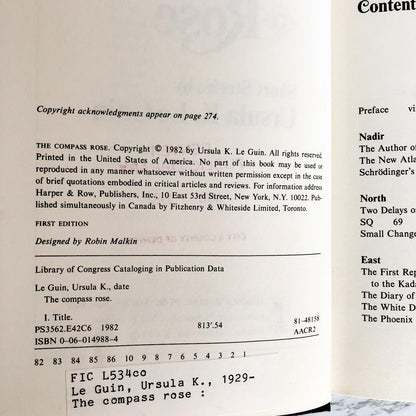 Copyright acknowledgments appear on page 274.
THE COMPASS ROSE. Copyright © 1982 by Ursula K. Le Guin. All rights reserved.
Printed in the United States of America. No part of this book may be used or
reproduced in any manner whatsoever without written permission except in the case
of brief quotations embodied in critical articles and reviews. For information address
Harper & Row, Publishers, Inc., 10 East 53rd Street, New York, N.Y. 10022. Pub-
lished simultaneously in Canada by Fitzhenry & Whiteside Limited, Toronto.
FIRST EDITION
Designed by Robin Malkin
Library of Congress Cataloging in Publication Data
Le Guin, Ursula K., date
The compass rose.
I. Title.
PS3562.E42C6 1982 813'.54 81-48158
ISBN 0-06-014988-4 AACR2
82 83 84 85 86 10 9 8 7 6 5 4 3 2 1
FIC L534co
Le Guin, Ursula K., 1929-
The compass rose :
Content
Preface vi
Nadir
The Author of
The New Atla
Schrödinger's
North
Two Delays o
SQ 69
Small Change
East
The First Rep
to the Kada
The Diary of
The White D
The Phoenix